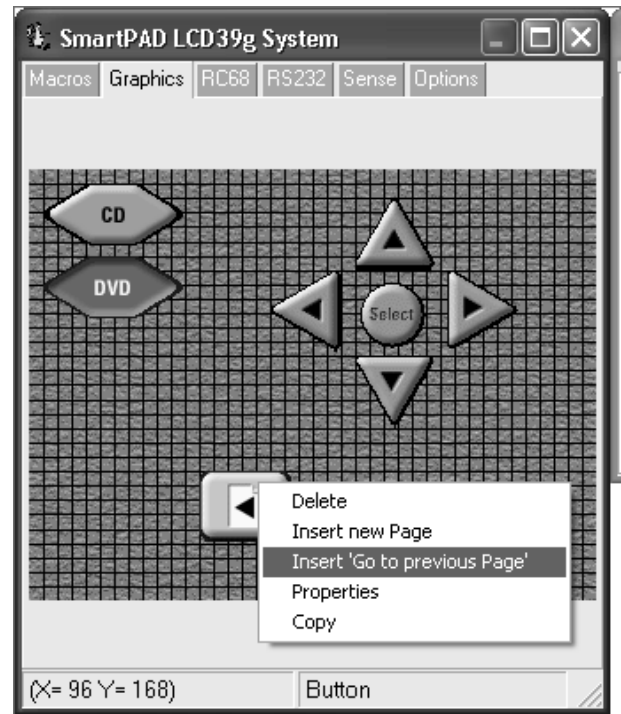 SmartPAD LCD39g System
Macros Graphics RC68 RS232 Sense Options
CD
DVD
Select
Delete
Insert new Page
Insert 'Go to previous Page'
Properties
Copy
(X= 96 Y= 168) Button